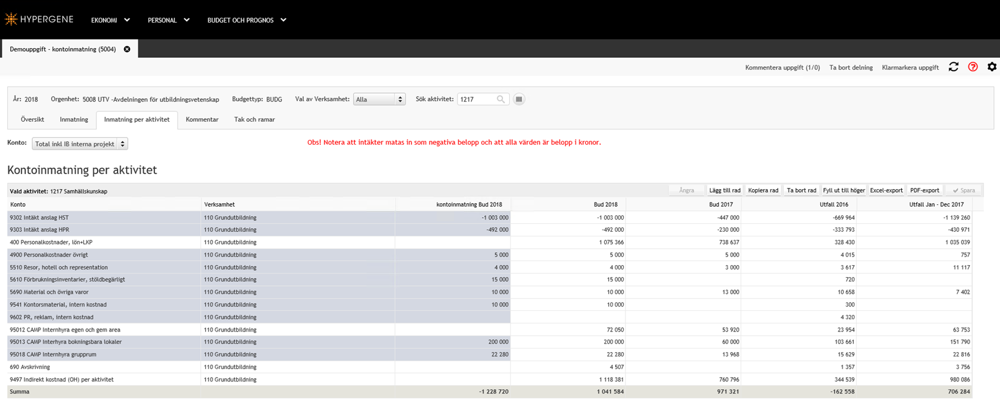 HYPERGENE EKONOMI PERSONAL BUDGET OCH PROGNOS
Demouppgift - kontoinmatning (5004)
Kommentera uppgift (1/0) Ta bort delning Klarmarkera uppgift ?
År: 2018 Orgenhet: 5008 UTV -Avdelningen för utbildningsvetenskap Budgettyp: BUDG Val av Verksamhet: Alla Sök aktivitet: 1217
Översikt Inmatning Inmatning per aktivitet Kommentar Tak och ramar
Konto: Total inkl IB interna projekt Obs! Notera att intäkter matas in som negativa belopp och att alla värden är belopp i kronor.
Kontoinmatning per aktivitet
Vald aktivitet: 1217 Samhällskunskap Ångra Lägg till rad Kopiera rad Ta bort rad Fyll ut till höger Excel-export PDF-export Spara
Konto Verksamhet kontoinmatning Bud 2018 Bud 2018 Bud 2017 Utfall 2016 Utfall Jan - Dec 2017
9302 Intäkt anslag HST 110 Grundutbildning -1 003 000 -1 003 000 -447 000 -669 964 -1 139 260
9303 Intäkt anslag HPR 110 Grundutbildning -492 000 -492 000 -230 000 -333 793 -430 971
400 Personalkostnader, lön+LKP 110 Grundutbildning 1 075 366 738 637 328 430 1 035 039
4900 Personalkostnader övrigt 110 Grundutbildning 5 000 5 000 5 000 4 015 757
5510 Resor, hotell och representation 110 Grundutbildning 4 000 4 000 3 000 3 617 11 117
5610 Förbrukningsinventarier, stöldbegärligt 110 Grundutbildning 15 000 15 000 720
5690 Material och övriga varor 110 Grundutbildning 10 000 10 000 13 000 10 658 7 402
9541 Kontorsmaterial, intern kostnad 110 Grundutbildning 10 000 10 000 300
9602 PR, reklam, intern kostnad 110 Grundutbildning 4 320
95012 CAMP Internhyra egen och gem area 110 Grundutbildning 72 050 53 920 23 954 63 753
95013 CAMP Interhyra bokningsbara lokaler 110 Grundutbildning 200 000 200 000 60 000 103 661 151 790
95018 CAMP Internhyra grupprum 110 Grundutbildning 22 280 22 280 13 968 15 629 22 816
690 Avskrivning 110 Grundutbildning 4 507 1 357 3 756
9497 Indirekt kostnad (OH) per aktivitet 110 Grundutbildning 1 118 381 760 796 344 539 980 086
Summa -1 228 720 1 041 584 971 321 -162 558 706 284